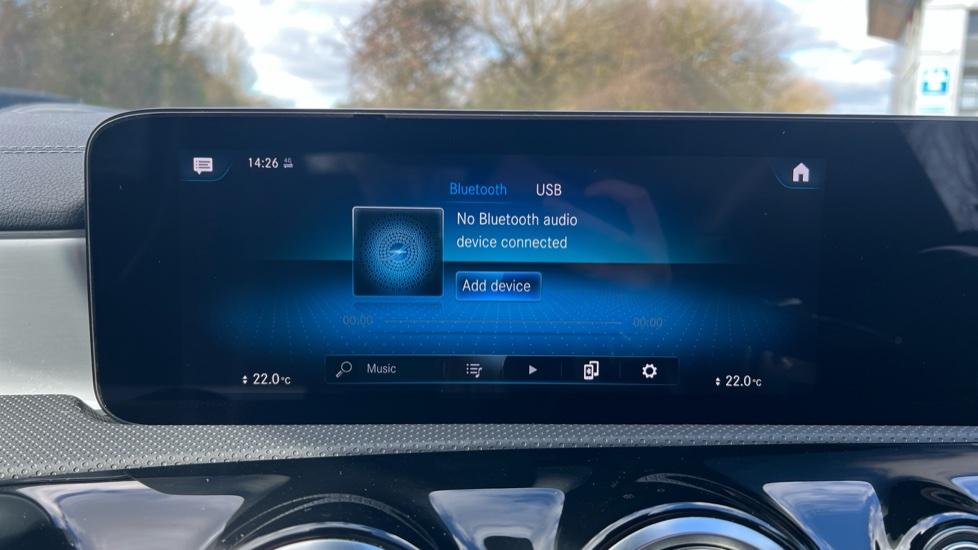 14:26 4G
Bluetooth USB
No Bluetooth audio
device connected
Add device
00:00 00:00
Music
22.0°C 22.0°C